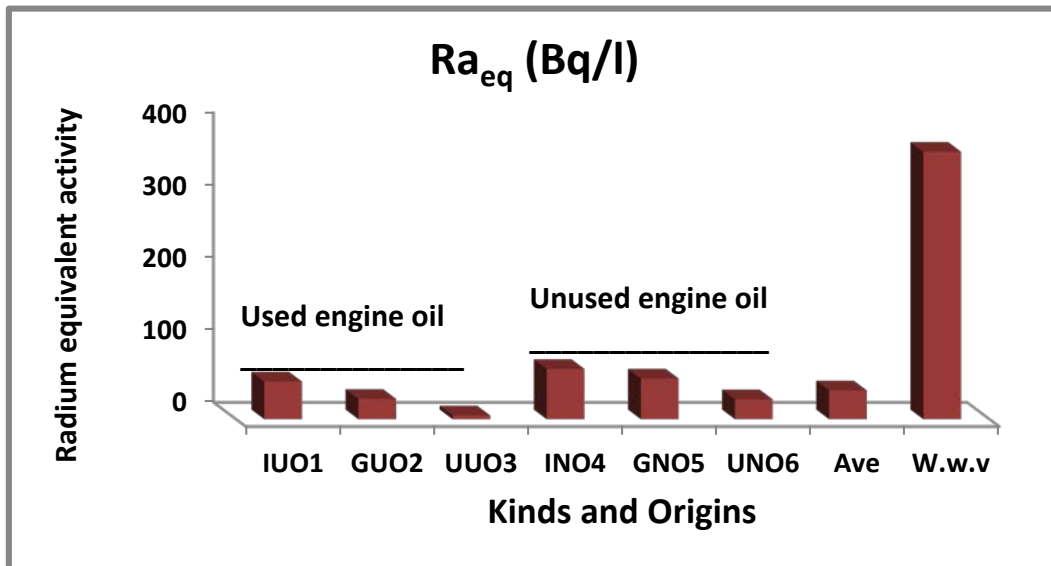 Ra_eq (Bq/l)
Radium equivalent activity
400
300
200
100
0
Used engine oil
Unused engine oil
IUO1 GUO2 UUO3 INO4 GNO5 UNO6 Ave W.w.v
Kinds and Origins